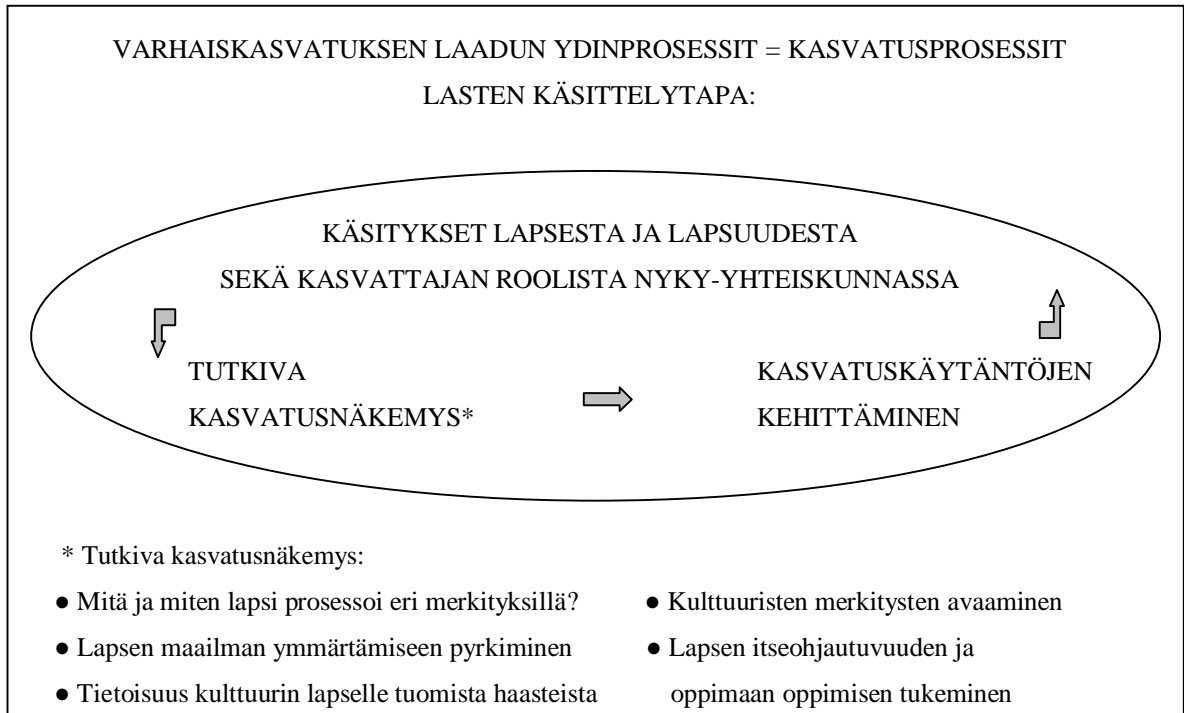 VARHAISKASVATUKSEN LAADUN YDINPROSESSIT = KASVATUSPROSESSIT
LASTEN KÄSITTELYTAPA:
KÄSITYKSET LAPSESTA JA LAPSUUDESTA
SEKÄ KASVATTAJAN ROOLISTA NYKY-YHTEISKUNNASSA
TUTKIVA
KASVATUSNÄKEMYS*
KASVATUSKÄYTÄNTÖJEN
KEHITTÄMINEN
* Tutkiva kasvatusnäkemys:
● Mitä ja miten lapsi prosessoi eri merkityksillä?
● Lapsen maailman ymmärtämiseen pyrkiminen
● Tietoisuus kulttuurin lapselle tuomista haasteista
● Kulttuuristen merkitysten avaaminen
● Lapsen itseohjautuvuuden ja
oppimaan oppimisen tukeminen